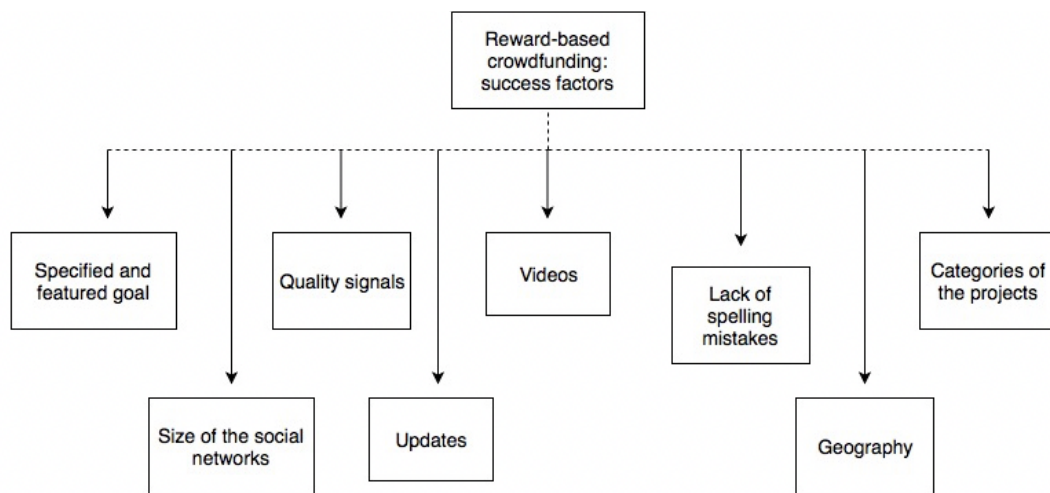 Reward-based
crowdfunding:
success factors
Specified and
featured goal
Quality signals
Videos
Lack of
spelling
mistakes
Categories of
the projects
Size of the social
networks
Updates
Geography